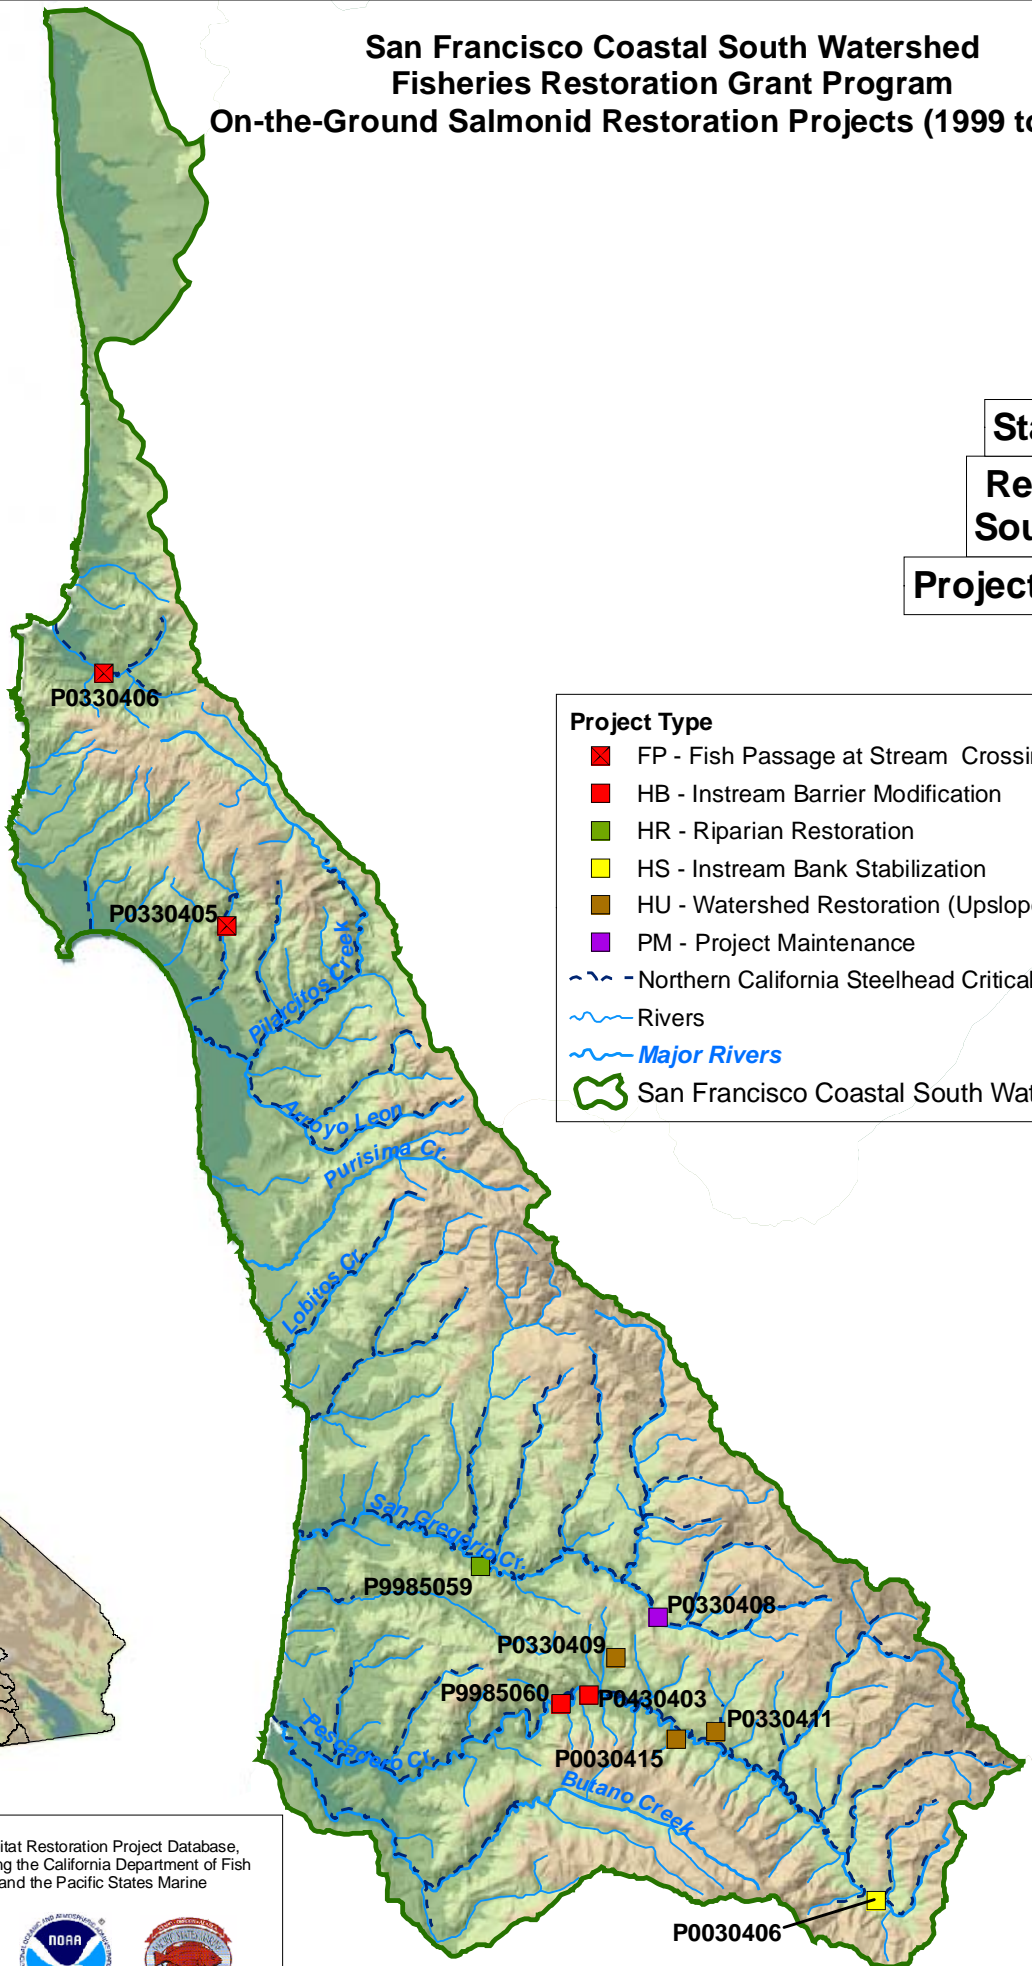 San Francisco Coastal South Watershed
Fisheries Restoration Grant Program
On-the-Ground Salmonid Restoration Projects (1999 to
Project
P0330406
Project Type
FP - Fish Passage at Stream Crossin
HB - Instream Barrier Modification
HR - Riparian Restoration
HS - Instream Bank Stabilization
HU - Watershed Restoration (Upslope
PM - Project Maintenance
Northern California Steelhead Critical
Rivers
Major Rivers
San Francisco Coastal South Wat
P0330405
Pilarcitos Creek
Arroyo Leon
Purisima Cr.
Lobitos Cr.
San Gregorio Cr.
P9985059
P0330408
P0330409
P9985060
P0430403
P0330411
P0030415
Pescadero Cr.
Butano Creek
P0030406
itat Restoration Project Database,
ng the California Department of Fish
and the Pacific States Marine
NOAA